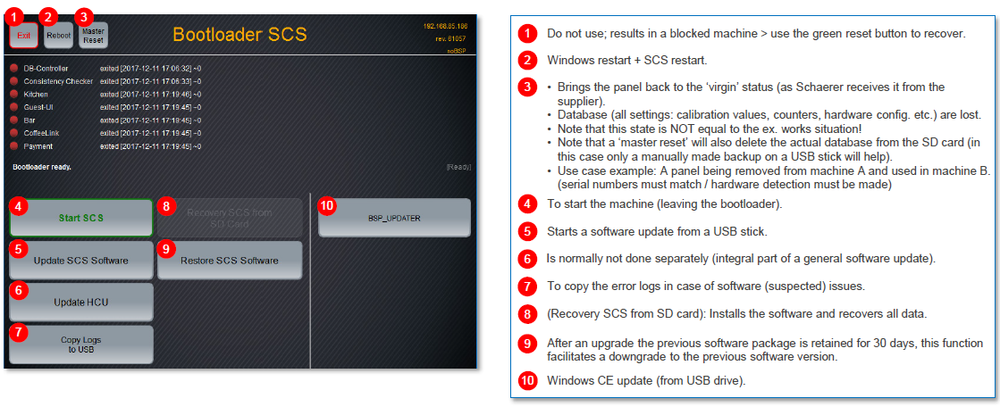 1 Exit
2 Reboot
3 Master
Reset
Bootloader SCS
192.168.85.186
rev. 61057
noBSP
DB-Controller exited [2017-12-11 17:06:32] ~0
Consistency Checker exited [2017-12-11 17:06:33] ~0
Kitchen exited [2017-12-11 17:19:46] ~0
Guest-UI exited [2017-12-11 17:19:45] ~0
Bar exited [2017-12-11 17:19:45] ~0
CoffeeLink exited [2017-12-11 17:19:45] ~0
Payment exited [2017-12-11 17:19:45] ~0
Bootloader ready. [Ready]
4 Start SCS
8 Recovery SCS from
SD Card
10 BSP_UPDATER
5 Update SCS Software
9 Restore SCS Software
6 Update HCU
7 Copy Logs
to USB
1 Do not use; results in a blocked machine > use the green reset button to recover.
2 Windows restart + SCS restart.
3 • Brings the panel back to the ‘virgin’ status (as Schaerer receives it from the
supplier).
• Database (all settings: calibration values, counters, hardware config. etc.) are lost.
• Note that this state is NOT equal to the ex. works situation!
• Note that a ‘master reset’ will also delete the actual database from the SD card (in
this case only a manually made backup on a USB stick will help).
• Use case example: A panel being removed from machine A and used in machine B.
(serial numbers must match / hardware detection must be made)
4 To start the machine (leaving the bootloader).
5 Starts a software update from a USB stick.
6 Is normally not done separately (integral part of a general software update).
7 To copy the error logs in case of software (suspected) issues.
8 (Recovery SCS from SD card): Installs the software and recovers all data.
9 After an upgrade the previous software package is retained for 30 days, this function
facilitates a downgrade to the previous software version.
10 Windows CE update (from USB drive).